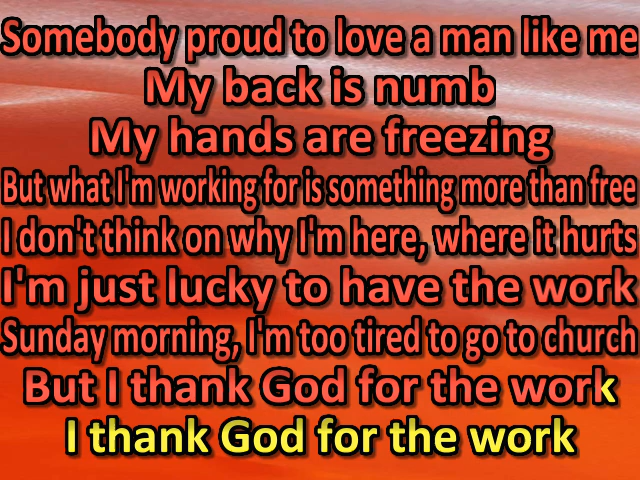 Somebody proud to love a man like me
My back is numb
My hands are freezing
But what I'm working for is something more than free
I don't think on why I'm here, where it hurts
I'm just lucky to have the work
Sunday morning, I'm too tired to go to church
But I thank God for the work
I thank God for the work